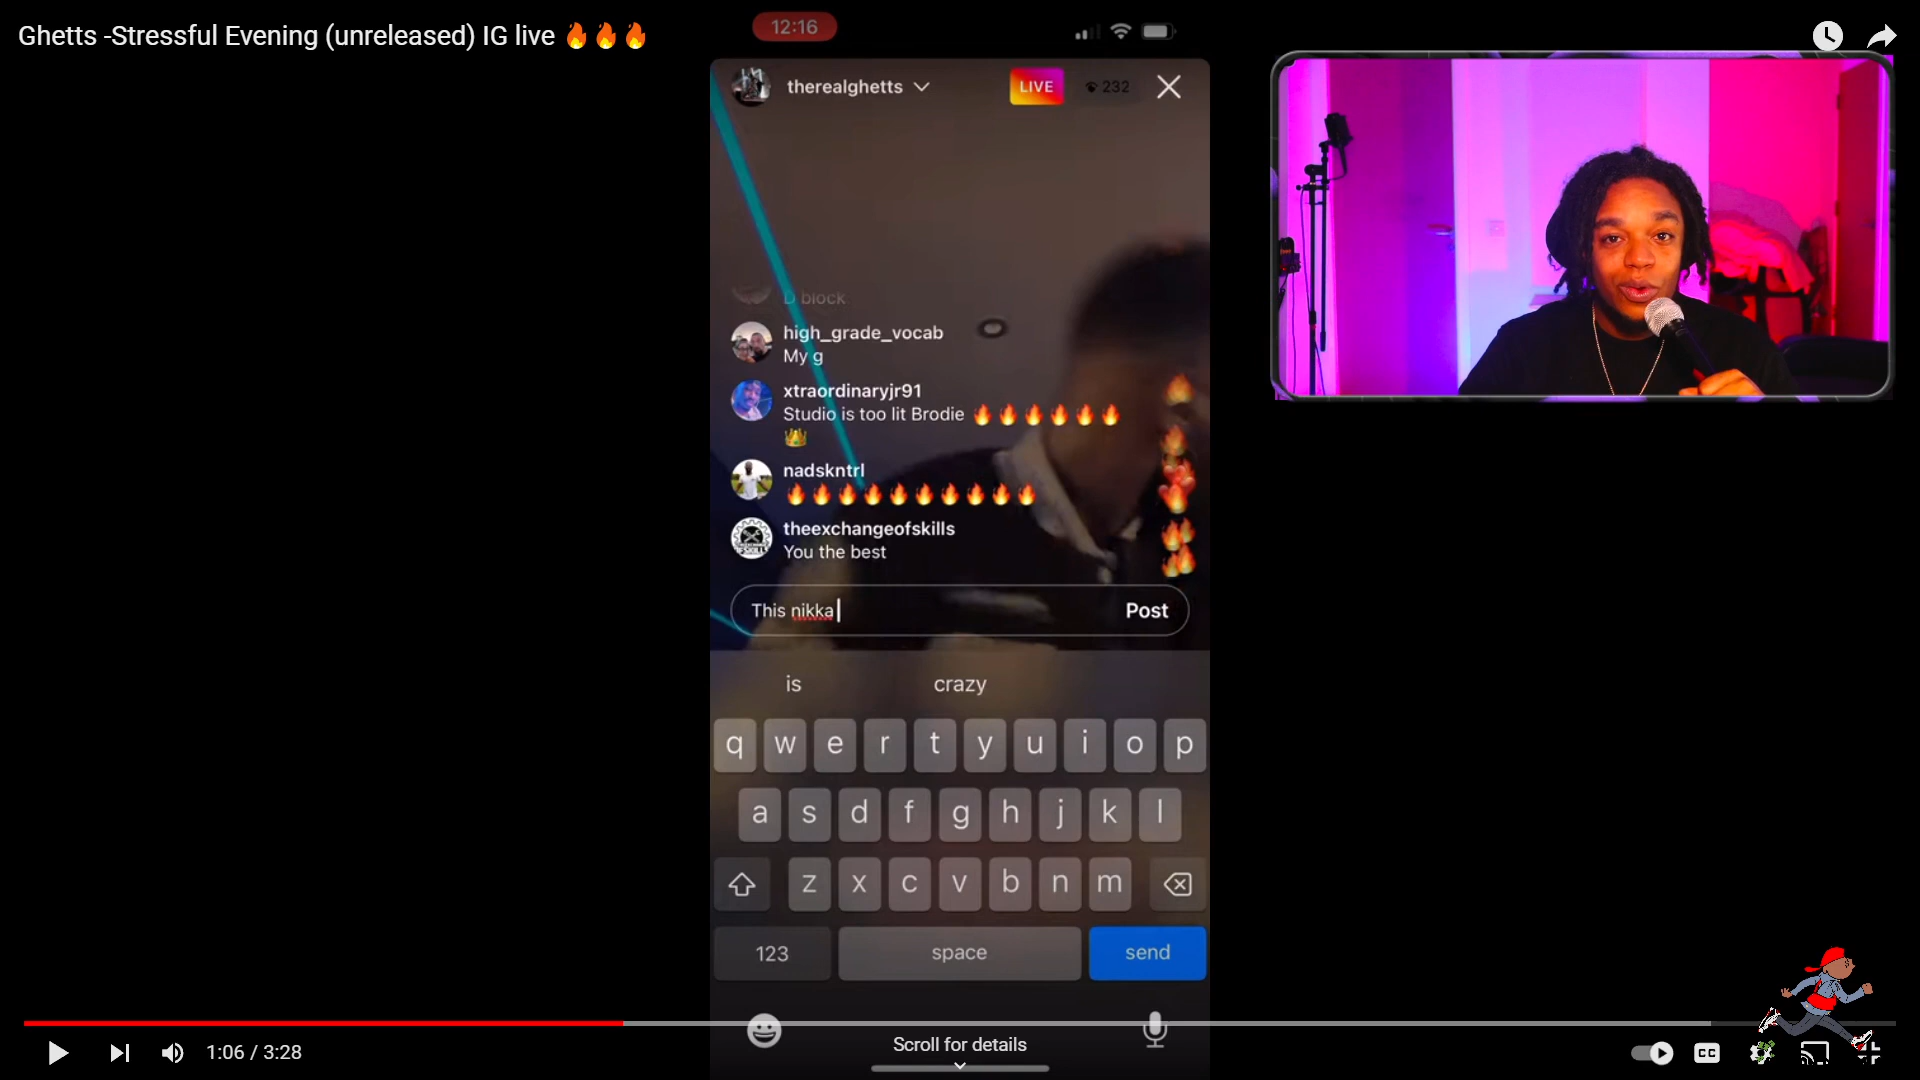 Ghetts -Stressful Evening (unreleased) IG live 🔥🔥🔥
12:16
therealghetts
LIVE
232
D block
high_grade_vocab
My g
xtraordinaryjr91
Studio is too lit Brodie 🔥🔥🔥🔥🔥🔥
👑
nadskntrl
🔥🔥🔥🔥🔥🔥🔥🔥🔥🔥
theexchangeofskills
You the best
This nikka
Post
is crazy
q w e r t y u i o p
a s d f g h j k l
z x c v b n m
123 space send
Scroll for details
1:06 / 3:28
CC